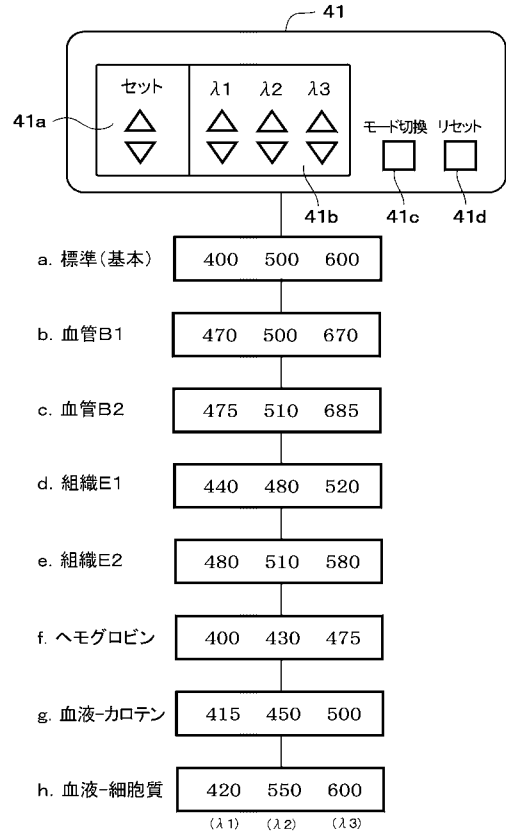 41
セット λ1 λ2 λ3
41a
モード切換 リセット
41b 41c 41d
a. 標準(基本) 400 500 600
b. 血管B1 470 500 670
c. 血管B2 475 510 685
d. 組織E1 440 480 520
e. 組織E2 480 510 580
f. ヘモグロビン 400 430 475
g. 血液-カロテン 415 450 500
h. 血液-細胞質 420 550 600
(λ1) (λ2) (λ3)